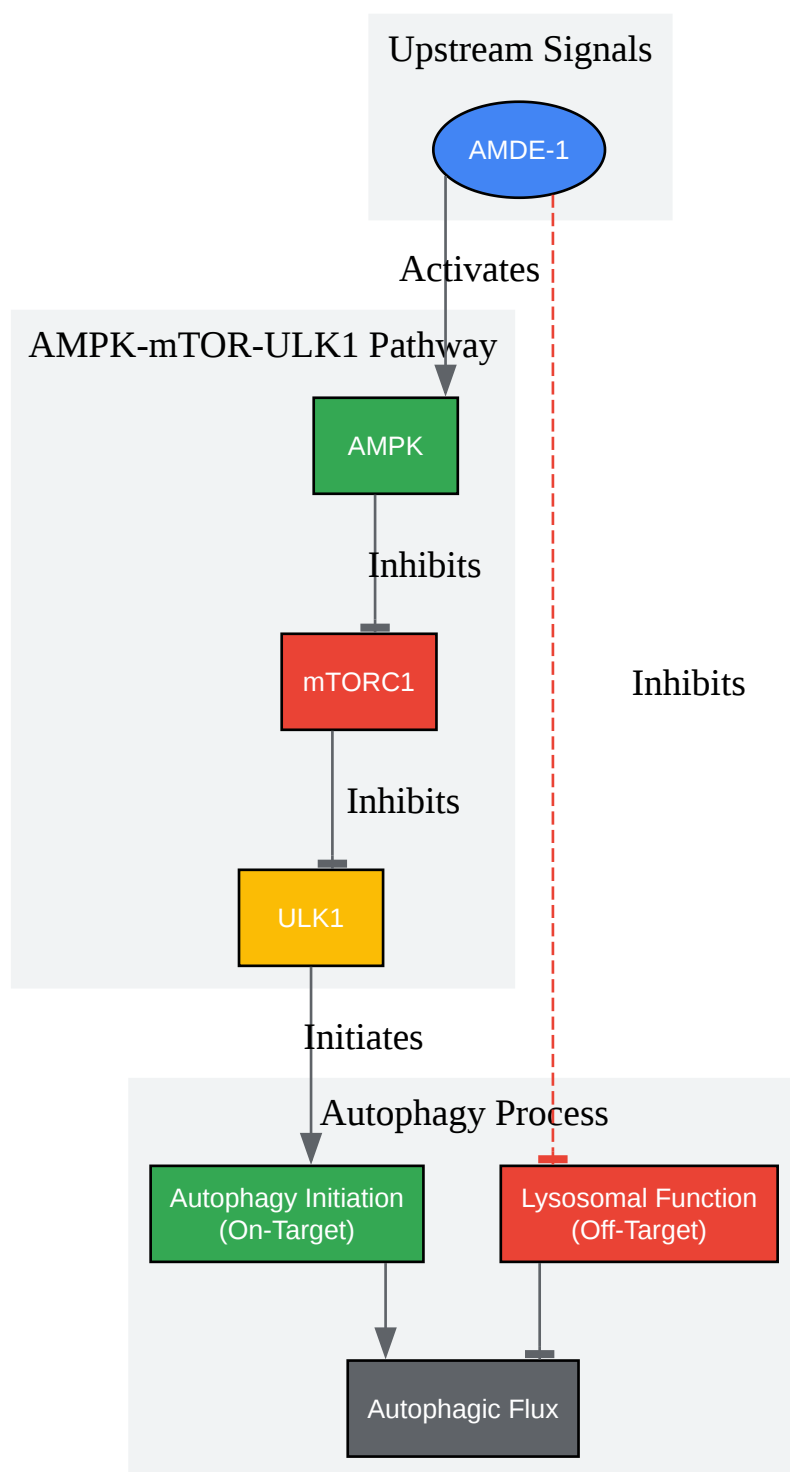 Upstream Signals
AMDE-1
Activates
AMPK-mTOR-ULK1 Pathway
AMPK
Inhibits
mTORC1
Inhibits
Inhibits
ULK1
Initiates
Autophagy Process
Autophagy Initiation
(On-Target)
Lysosomal Function
(Off-Target)
Autophagic Flux